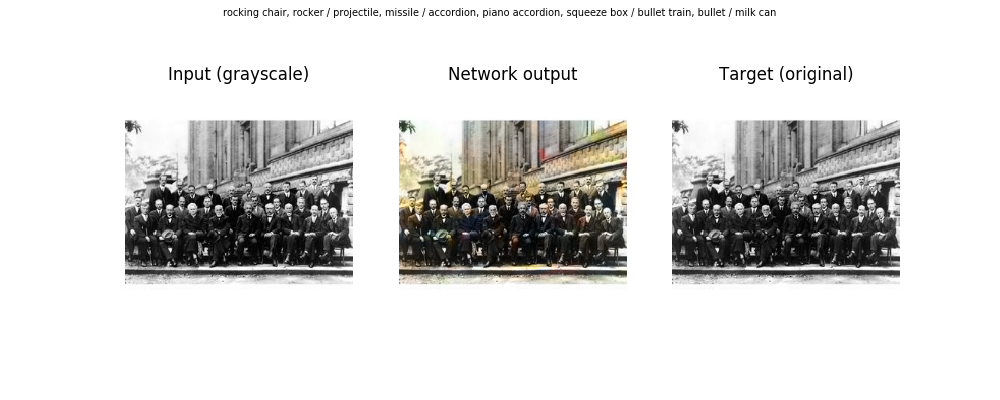 rocking chair, rocker / projectile, missile / accordion, piano accordion, squeeze box / bullet train, bullet / milk can
Input (grayscale)
Network output
Target (original)